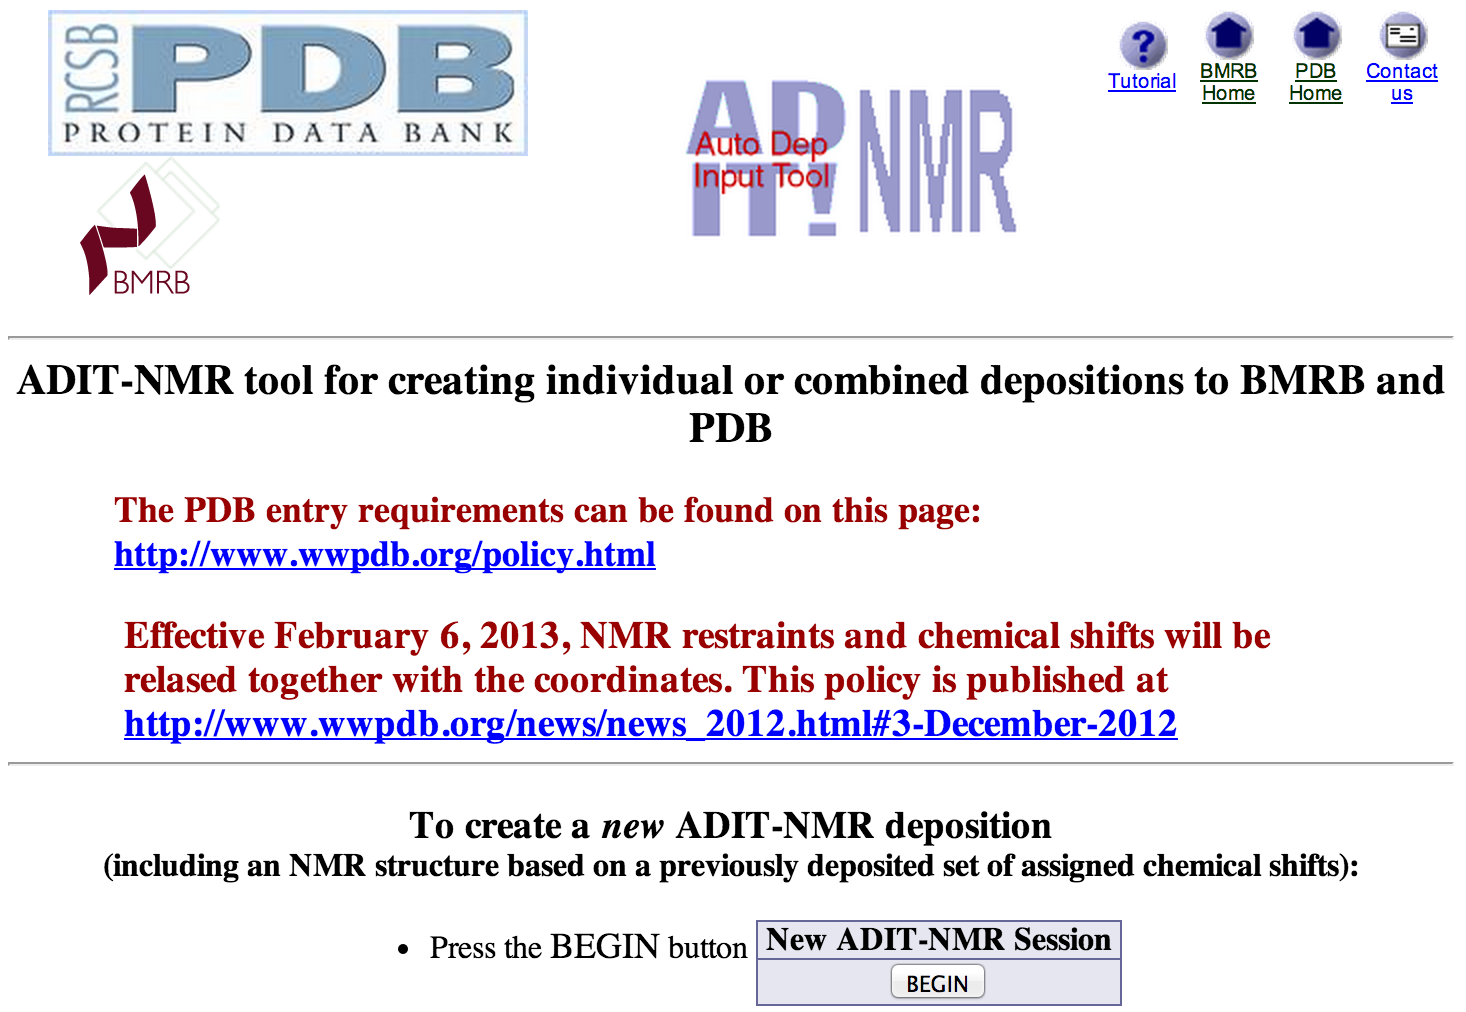 RCSB PDB
PROTEIN DATA BANK
BMRB
ADIT! NMR
Auto Dep
Input Tool
Tutorial
BMRB
Home
PDB
Home
Contact
us
ADIT-NMR tool for creating individual or combined depositions to BMRB and
PDB
The PDB entry requirements can be found on this page:
http://www.wwpdb.org/policy.html
Effective February 6, 2013, NMR restraints and chemical shifts will be
relased together with the coordinates. This policy is published at
http://www.wwpdb.org/news/news_2012.html#3-December-2012
To create a new ADIT-NMR deposition
(including an NMR structure based on a previously deposited set of assigned chemical shifts):
• Press the BEGIN button
New ADIT-NMR Session
BEGIN